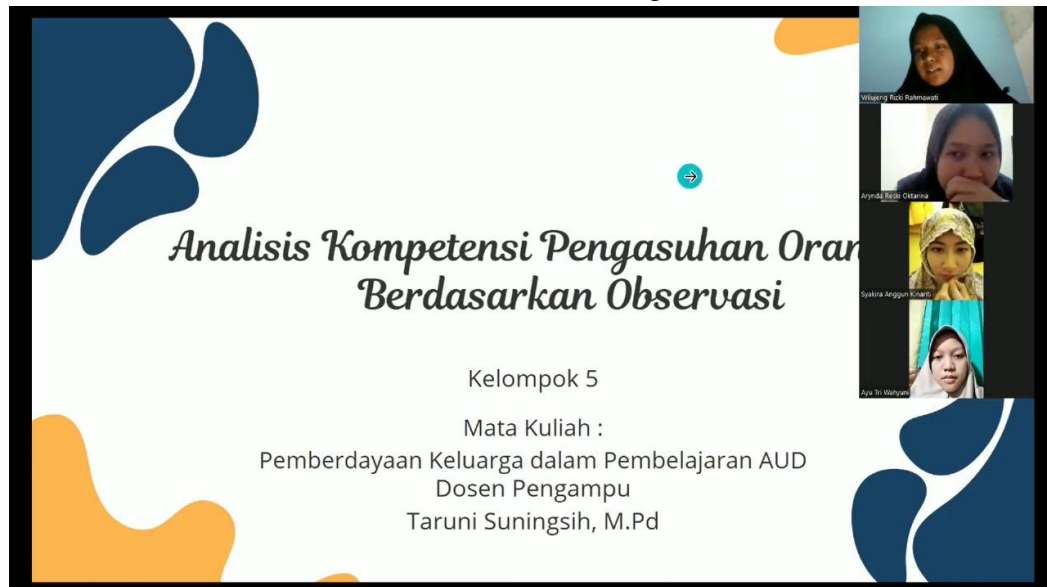 Analisis Kompetensi Pengasuhan Oran
Berdasarkan Observasi
Kelompok 5
Mata Kuliah :
Pemberdayaan Keluarga dalam Pembelajaran AUD
Dosen Pengampu
Taruni Suningsih, M.Pd
Wilujeng Rizki Rahmawati
Arynda Reski Oktarina
Syakira Anggun Kinanti
Ayu Tri Wahyuni